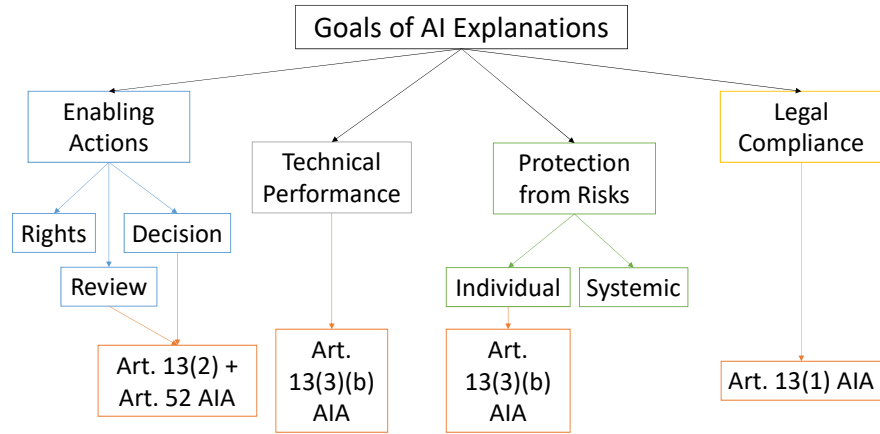 Goals of AI Explanations
Enabling
Actions
Technical
Performance
Protection
from Risks
Legal
Compliance
Rights
Decision
Review
Individual
Systemic
Art. 13(2) +
Art. 52 AIA
Art.
13(3)(b)
AIA
Art.
13(3)(b)
AIA
Art. 13(1) AIA